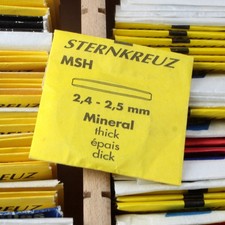 STERNKREUZ
MSH
2,4 - 2,5 mm
Mineral
thick
épais
dick